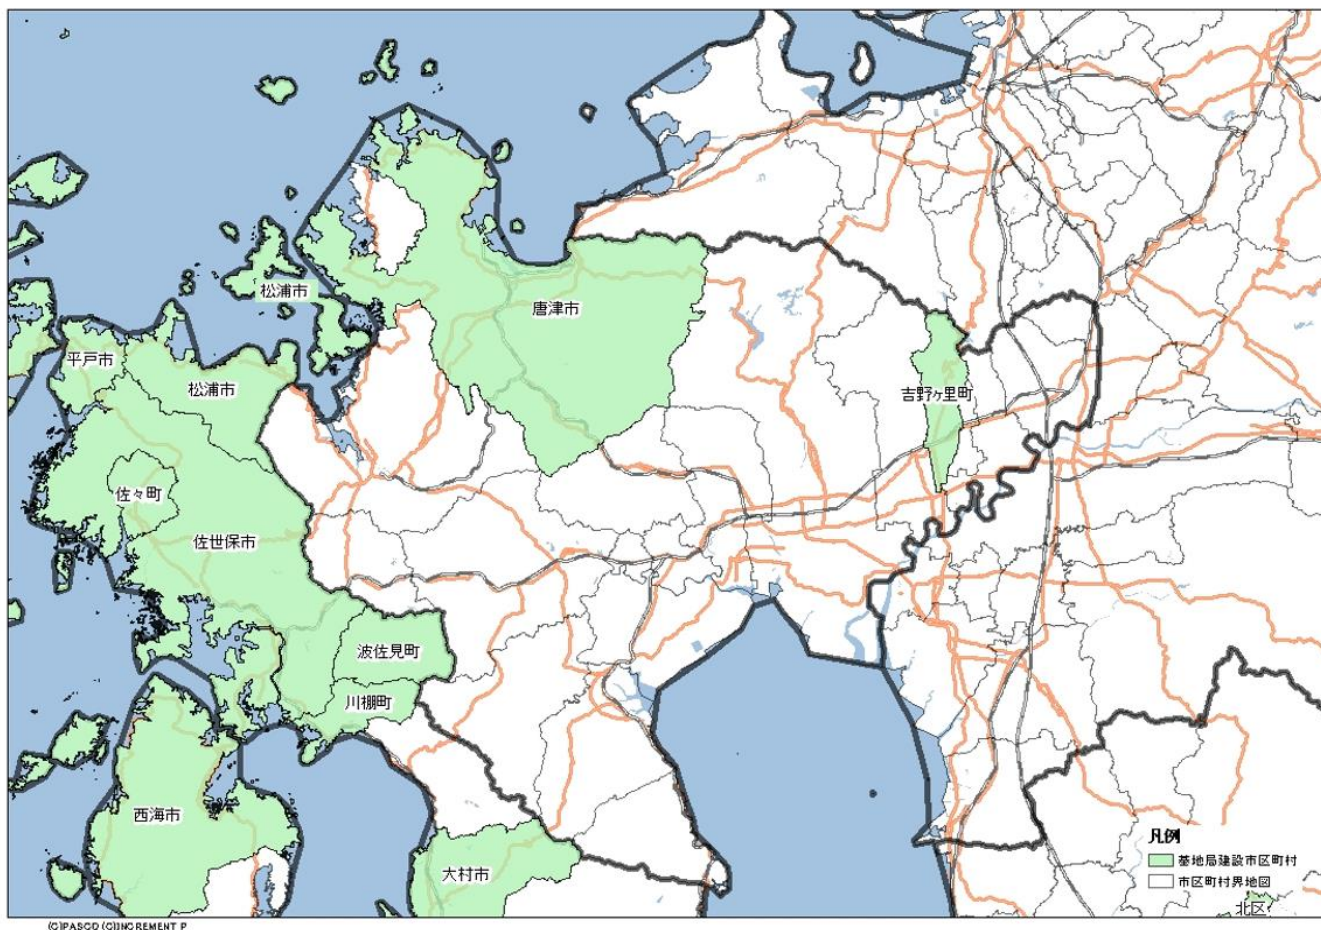 松浦市
唐津市
平戸市
松浦市
吉野ヶ里町
佐々町
佐世保市
波佐見町
川棚町
西海市
大村市
凡例
基地局建設市区町村
市区町村界地図
北区
(C)PASCO (C)INCREMENT P